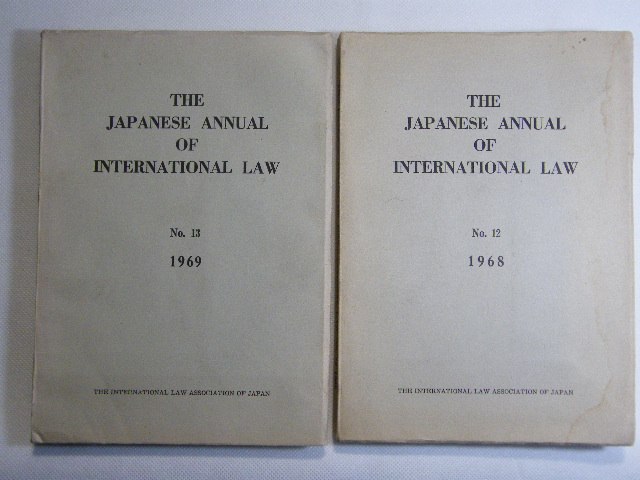 THE
JAPANESE ANNUAL
OF
INTERNATIONAL LAW
No. 13
1969
THE INTERNATIONAL LAW ASSOCIATION OF JAPAN
THE
JAPANESE ANNUAL
OF
INTERNATIONAL LAW
No. 12
1968
THE INTERNATIONAL LAW ASSOCIATION OF JAPAN